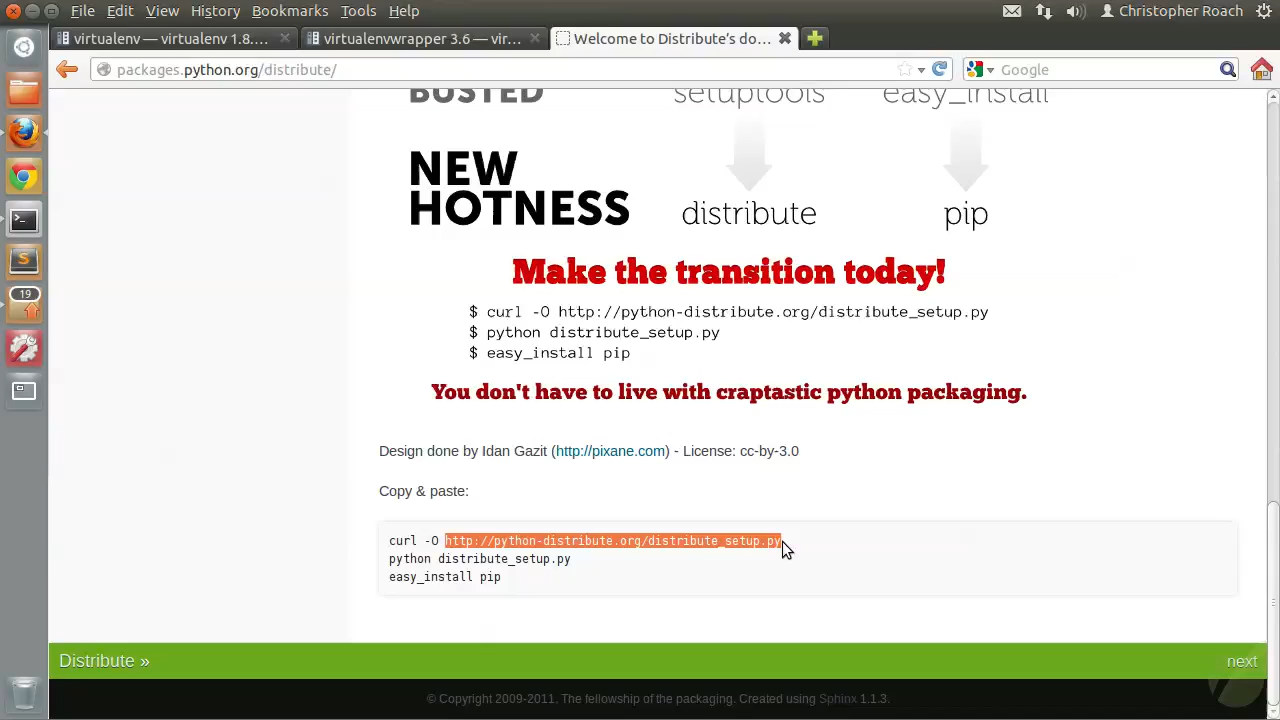 File Edit View History Bookmarks Tools Help
Christopher Roach
virtualenv — virtualenv 1.8....
virtualenvwrapper 3.6 — vir...
Welcome to Distribute's do...
packages.python.org/distribute/
Google
BUSTED setuptools easy_install
NEW
HOTNESS distribute pip
Make the transition today!
$ curl -O http://python-distribute.org/distribute_setup.py
$ python distribute_setup.py
$ easy_install pip
You don't have to live with craptastic python packaging.
Design done by Idan Gazit (http://pixane.com) - License: cc-by-3.0
Copy & paste:
curl -O http://python-distribute.org/distribute_setup.py
python distribute_setup.py
easy_install pip
19
Distribute »
next
© Copyright 2009-2011. The fellowship of the packaging. Created using Sphinx 1.1.3.